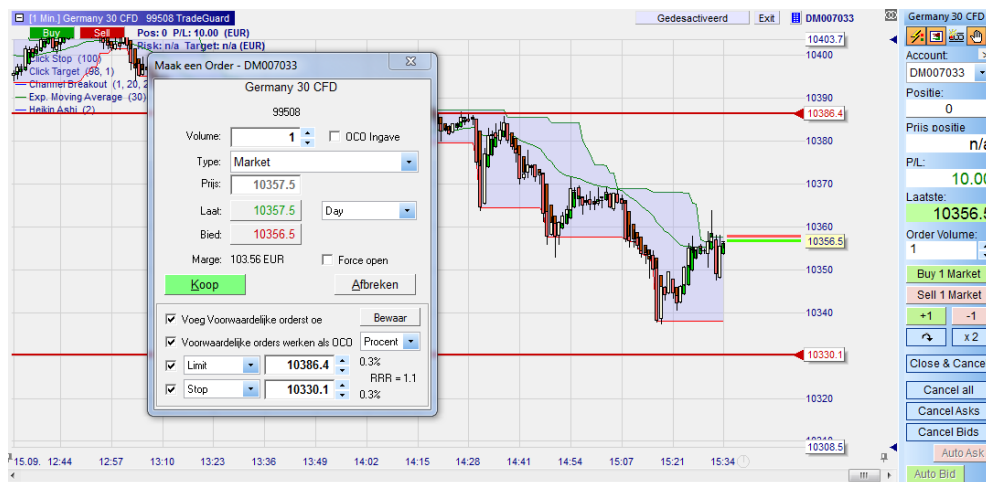 [1 Min.] Germany 30 CFD 99508 TradeGuard
Gedesactiveerd Exit DM007033
Buy Sell Pos: 0 P/L: 10.00 (EUR)
Risk: n/a Target: n/a (EUR)
Click Stop (100)
Click Target (98, 1)
Channel Breakout (1, 20, 2
Exp. Moving Average (30)
Heikin Ashi (2)
Maak een Order - DM007033
Germany 30 CFD
99508
Volume: 1 OCO Ingave
Type: Market
Prijs: 10357.5
Laat: 10357.5 Day
Bied: 10356.5
Marge: 103.56 EUR Force open
Koop Afbreken
Voeg Voorwaardelijke orderst oe Bewaar
Voorwaardelijke orders werken als OCO Procent
Limit 10386.4 0.3%
RRR = 1.1
Stop 10330.1 0.3%
10403.7
10400
10390
10386.4
10380
10370
10360
10356.5
10350
10340
10330.1
10320
10308.5
15.09. 12:44 12:57 13:10 13:23 13:36 13:49 14:02 14:15 14:28 14:41 14:54 15:07 15:21 15:34
Germany 30 CFD
Account:
DM007033
Positie:
0
Prijs positie
n/a
P/L:
10.00
Laatste:
10356.5
Order Volume:
1
Buy 1 Market
Sell 1 Market
+1 -1
x 2
Close & Cance
Cancel all
Cancel Asks
Cancel Bids
Auto Ask
Auto Bid